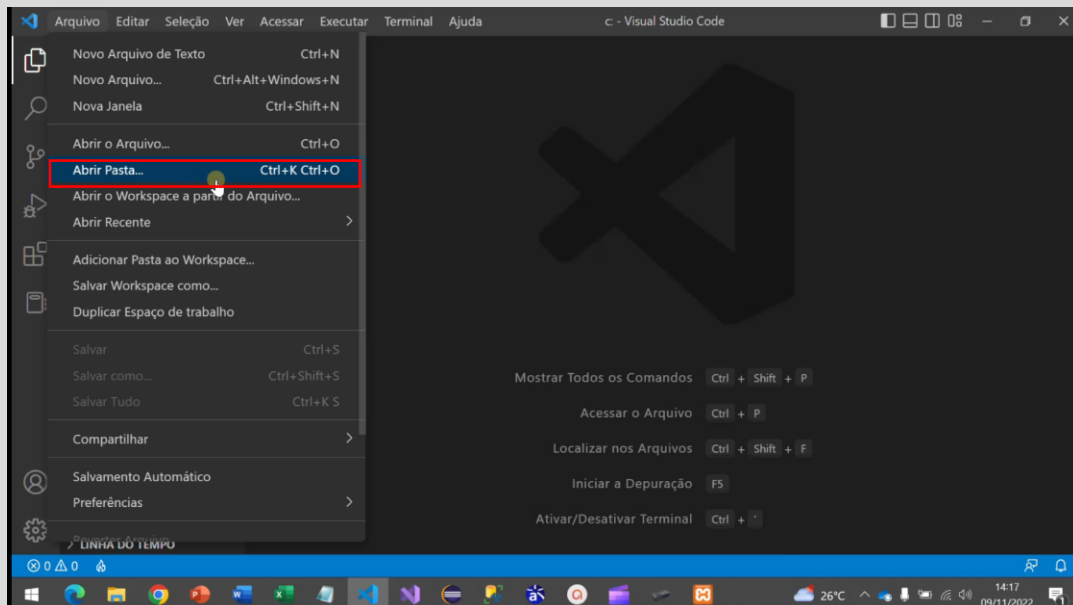 Arquivo Editar Seleção Ver Acessar Executar Terminal Ajuda c: - Visual Studio Code
Novo Arquivo de Texto Ctrl+N
Novo Arquivo... Ctrl+Alt+Windows+N
Nova Janela Ctrl+Shift+N
Abrir o Arquivo... Ctrl+O
Abrir Pasta... Ctrl+K Ctrl+O
Abrir o Workspace a partir do Arquivo...
Abrir Recente
Adicionar Pasta ao Workspace...
Salvar Workspace como...
Duplicar Espaço de trabalho
Salvar Ctrl+S
Salvar como... Ctrl+Shift+S
Salvar Tudo Ctrl+K S
Compartilhar
Salvamento Automático
Preferências
LINHA DO TEMPO
Mostrar Todos os Comandos Ctrl + Shift + P
Acessar o Arquivo Ctrl + P
Localizar nos Arquivos Ctrl + Shift + F
Iniciar a Depuração F5
Ativar/Desativar Terminal Ctrl + '
0 0
26°C 14:17
09/11/2022